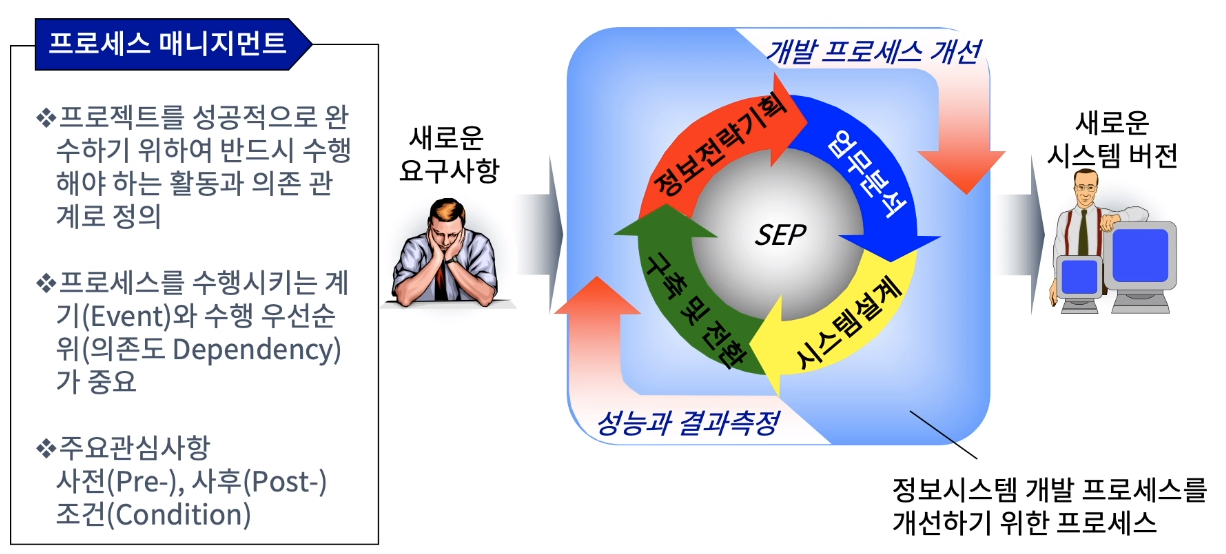 프로세스 매니지먼트
❖프로젝트를 성공적으로 완
수하기 위하여 반드시 수행
해야 하는 활동과 의존 관
계로 정의
❖프로세스를 수행시키는 계
기(Event)와 수행 우선순
위(의존도 Dependency)
가 중요
❖주요관심사항
사전(Pre-), 사후(Post-)
조건(Condition)
새로운
요구사항
개발 프로세스 개선
정보전략기획
업무분석
SEP
시스템설계
구축 및 전환
성능과 결과측정
새로운
시스템 버전
정보시스템 개발 프로세스를
개선하기 위한 프로세스